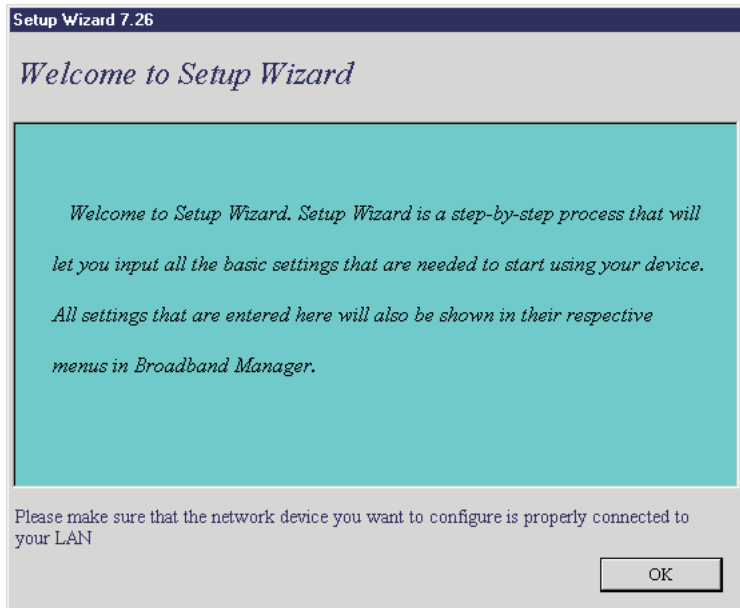 Setup Wizard 7.26
Welcome to Setup Wizard
Welcome to Setup Wizard. Setup Wizard is a step-by-step process that will
let you input all the basic settings that are needed to start using your device.
All settings that are entered here will also be shown in their respective
menus in Broadband Manager.
Please make sure that the network device you want to configure is properly connected to
your LAN
OK